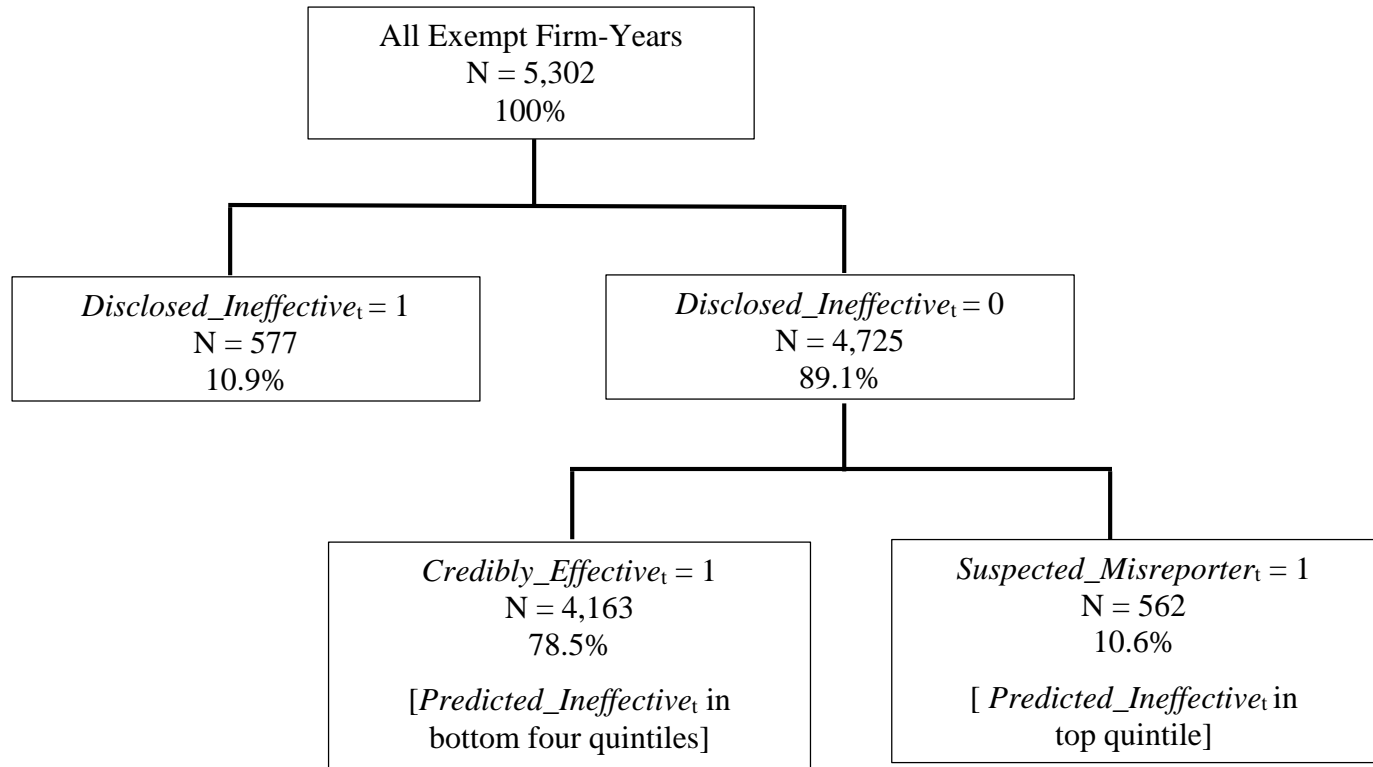 All Exempt Firm-Years
N = 5,302
100%
Disclosed_Ineffectiveₜ = 1
N = 577
10.9%
Disclosed_Ineffectiveₜ = 0
N = 4,725
89.1%
Credibly_Effectiveₜ = 1
N = 4,163
78.5%
[Predicted_Ineffectiveₜ in
bottom four quintiles]
Suspected_Misreporterₜ = 1
N = 562
10.6%
[ Predicted_Ineffectiveₜ in
top quintile]